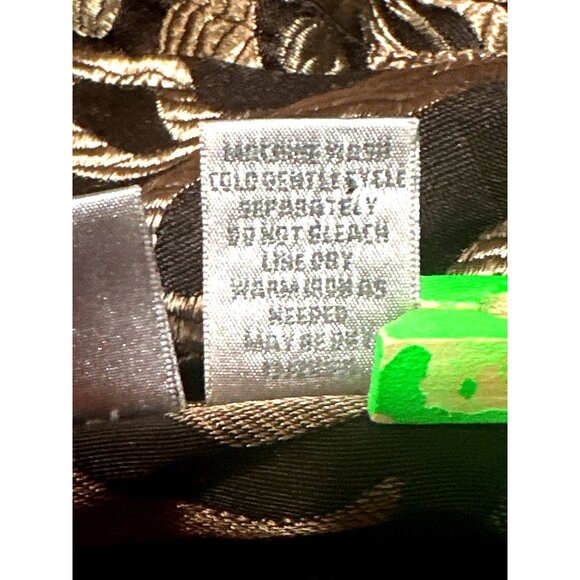 MACHINE WASH
COLD GENTLE CYCLE
SEPARATELY
DO NOT BLEACH
LINE DRY
WARM IRON AS
NEEDED
MAY BE